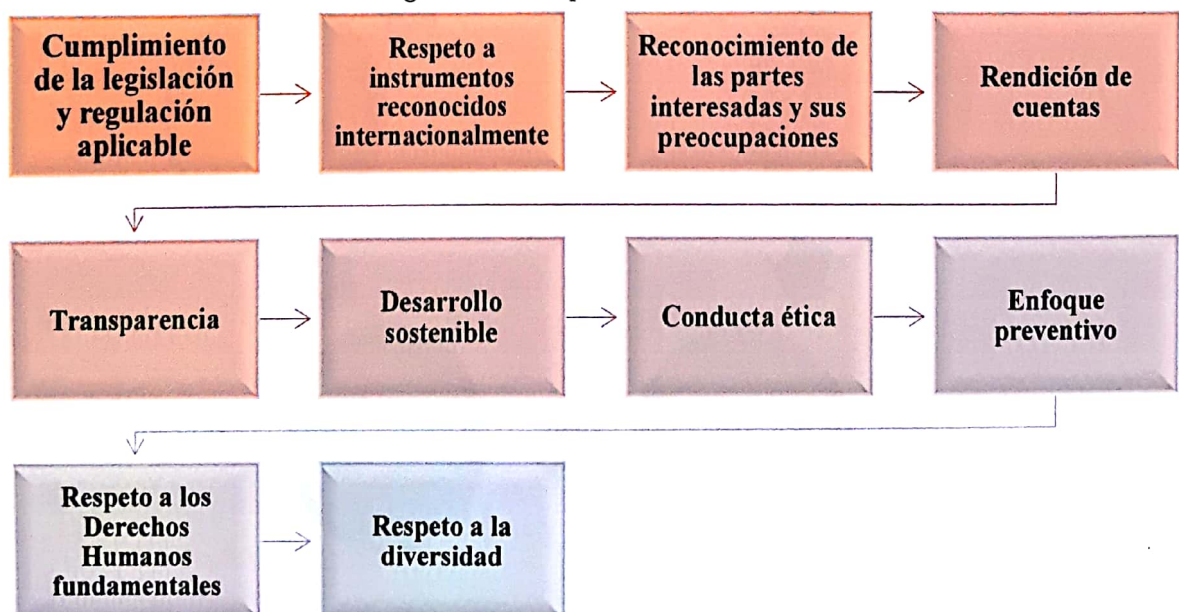 Cumplimiento
de la legislación
y regulación
aplicable
Respeto a
instrumentos
reconocidos
internacionalmente
Reconocimiento de
las partes
interesadas y sus
preocupaciones
Rendición de
cuentas
Transparencia
Desarrollo
sostenible
Conducta ética
Enfoque
preventivo
Respeto a los
Derechos
Humanos
fundamentales
Respeto a la
diversidad